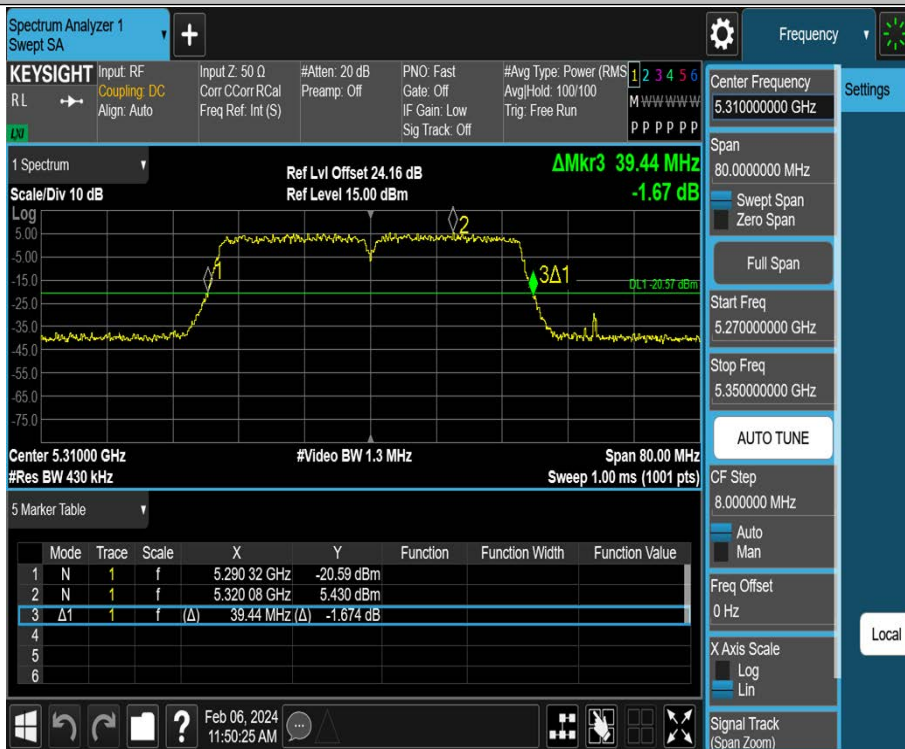 Spectrum Analyzer 1
Swept SA
+
Frequency
KEYSIGHT
RL
LXI
Input: RF
Coupling: DC
Align: Auto
Input Z: 50 Ω
Corr CCorr RCal
Freq Ref: Int (S)
#Atten: 20 dB
Preamp: Off
PNO: Fast
Gate: Off
IF Gain: Low
Sig Track: Off
#Avg Type: Power (RMS
Avg|Hold: 100/100
Trig: Free Run
1 2 3 4 5 6
M W W W W W
P P P P P P
1 Spectrum
Scale/Div 10 dB
Ref Lvl Offset 24.16 dB
Ref Level 15.00 dBm
ΔMkr3 39.44 MHz
-1.67 dB
Log
5.00
-5.00
-15.0
-25.0
-35.0
-45.0
-55.0
-65.0
-75.0
1
2
3Δ1
DL1 -20.57 dBm
Center 5.31000 GHz
#Video BW 1.3 MHz
Span 80.00 MHz
#Res BW 430 kHz
Sweep 1.00 ms (1001 pts)
5 Marker Table
Mode Trace Scale X Y Function Function Width Function Value
1 N 1 f 5.290 32 GHz -20.59 dBm
2 N 1 f 5.320 08 GHz 5.430 dBm
3 Δ1 1 f (Δ) 39.44 MHz (Δ) -1.674 dB
4
5
6
?
Feb 06, 2024
11:50:25 AM
Center Frequency
5.310000000 GHz
Span
80.0000000 MHz
Swept Span
Zero Span
Full Span
Start Freq
5.270000000 GHz
Stop Freq
5.350000000 GHz
AUTO TUNE
CF Step
8.000000 MHz
Auto
Man
Freq Offset
0 Hz
X Axis Scale
Log
Lin
Signal Track
(Span Zoom)
Settings
Local